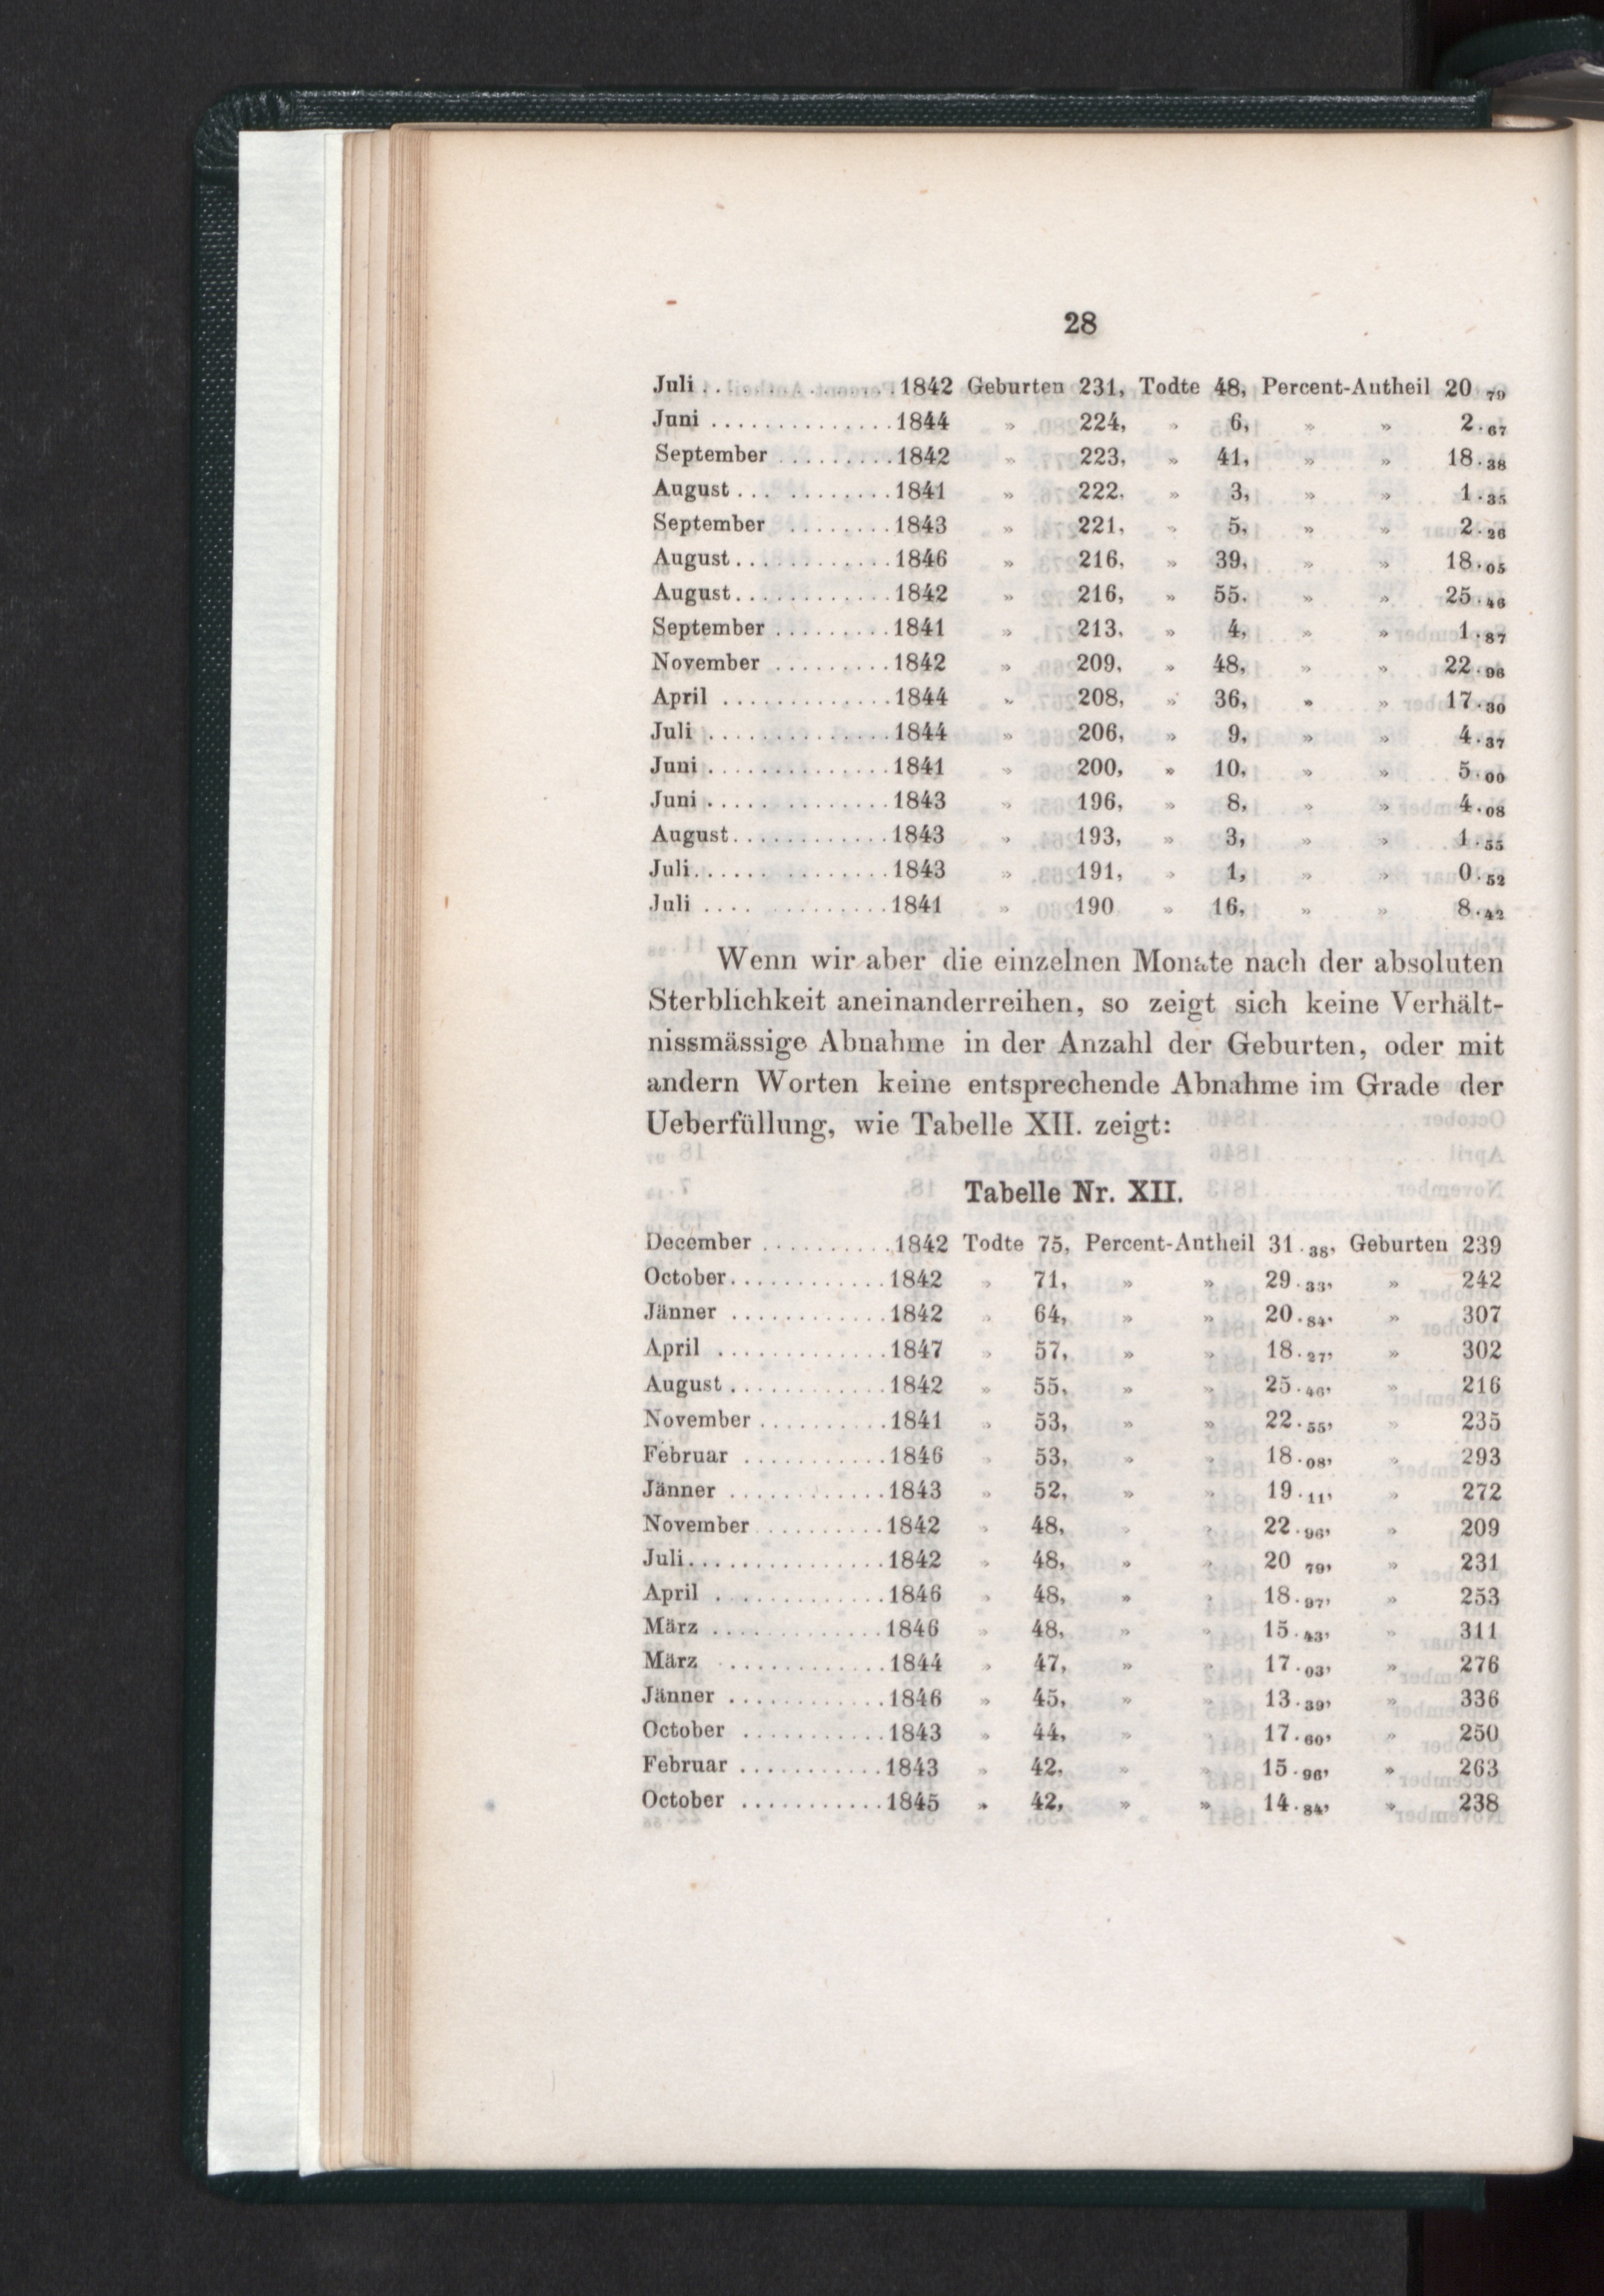 28
Juli . . . . . . . . . . . . . . 1842 Geburten 231, Todte 48, Percent-Antheil 20 79
Juni . . . . . . . . . . . . . . 1844 » 224, » 6, » » 2.67
September . . . . . . . . . 1842 » 223, » 41, » » 18.38
August . . . . . . . . . . . 1841 » 222. » 3, » » 1.35
September . . . . . . . . 1843 » 221, » 5, » » 2.26
August . . . . . . . . . . . . 1846 » 216, » 39, » » 18.05
August . . . . . . . . . . . . 1842 » 216, » 55. » » 25.46
September . . . . . . . . . 1841 » 213, » 4, » » 1.87
November . . . . . . . . . 1842 » 209, » 48, » » 22.96
April . . . . . . . . . . . . . 1844 » 208, » 36, » » 17.30
Juli . . . . . . . . . . . . . . 1844 » 206, » 9, » » 4.37
Juni . . . . . . . . . . . . . . 1841 » 200, » 10, » » 5.00
Juni . . . . . . . . . . . . . . 1843 » 196, » 8, » » 4.08
August . . . . . . . . . . . . 1843 » 193, » 3, » » 1.55
Juli . . . . . . . . . . . . . . 1843 » 191, » 1, » » 0.52
Juli . . . . . . . . . . . . . 1841 » 190 » 16, » » 8.42
Wenn wir aber die einzelnen Monate nach der absoluten
Sterblichkeit aneinanderreihen, so zeigt sich keine Verhält-
nissmässige Abnahme in der Anzahl der Geburten, oder mit
andern Worten keine entsprechende Abnahme im Grade der
Ueberfüllung, wie Tabelle XII. zeigt:
Tabelle Nr. XII.
December . . . . . . . . . . 1842 Todte 75, Percent-Antheil 31.38, Geburten 239
October . . . . . . . . . . . . 1842 » 71, » » 29.33, » 242
Jänner . . . . . . . . . . . . 1842 » 64, » » 20.84, » 307
April . . . . . . . . . . . . . 1847 » 57, » » 18.27, » 302
August . . . . . . . . . . . . 1842 » 55, » » 25.46, » 216
November . . . . . . . . . . 1841 » 53, » » 22.55, » 235
Februar . . . . . . . . . . . 1846 » 53, » » 18.08, » 293
Jänner . . . . . . . . . . . . 1843 » 52, » » 19.11, » 272
November . . . . . . . . . . 1842 » 48, » » 22.96, » 209
Juli . . . . . . . . . . . . . . . 1842 » 48, » » 20 79, » 231
April . . . . . . . . . . . . . 1846 » 48, » » 18.97, » 253
März . . . . . . . . . . . . . 1846 » 48, » » 15.43, » 311
März . . . . . . . . . . . . . 1844 » 47, » » 17.03, » 276
Jänner . . . . . . . . . . . . 1846 » 45, » » 13.39, » 336
October . . . . . . . . . . . 1843 » 44, » » 17.60, » 250
Februar . . . . . . . . . . . 1843 » 42, » » 15.96, » 263
October . . . . . . . . . . . 1845 » 42, » » 14.84, » 238